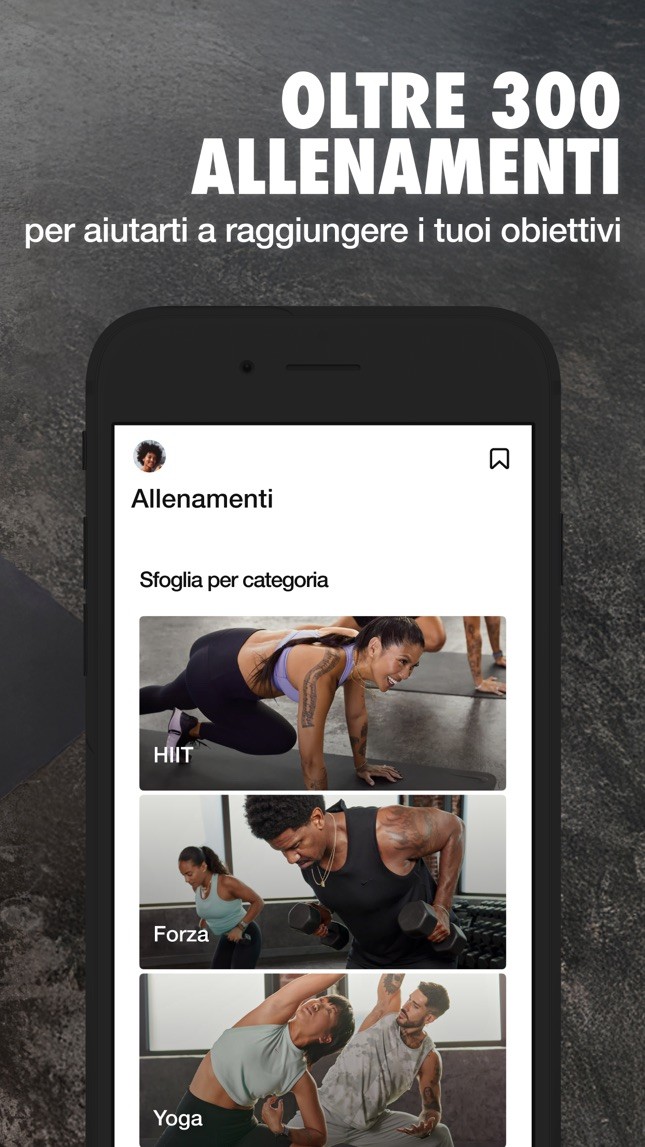 OLTRE 300
ALLENAMENTI
per aiutarti a raggiungere i tuoi obiettivi
Allenamenti
Sfoglia per categoria
HIIT
Forza
Yoga